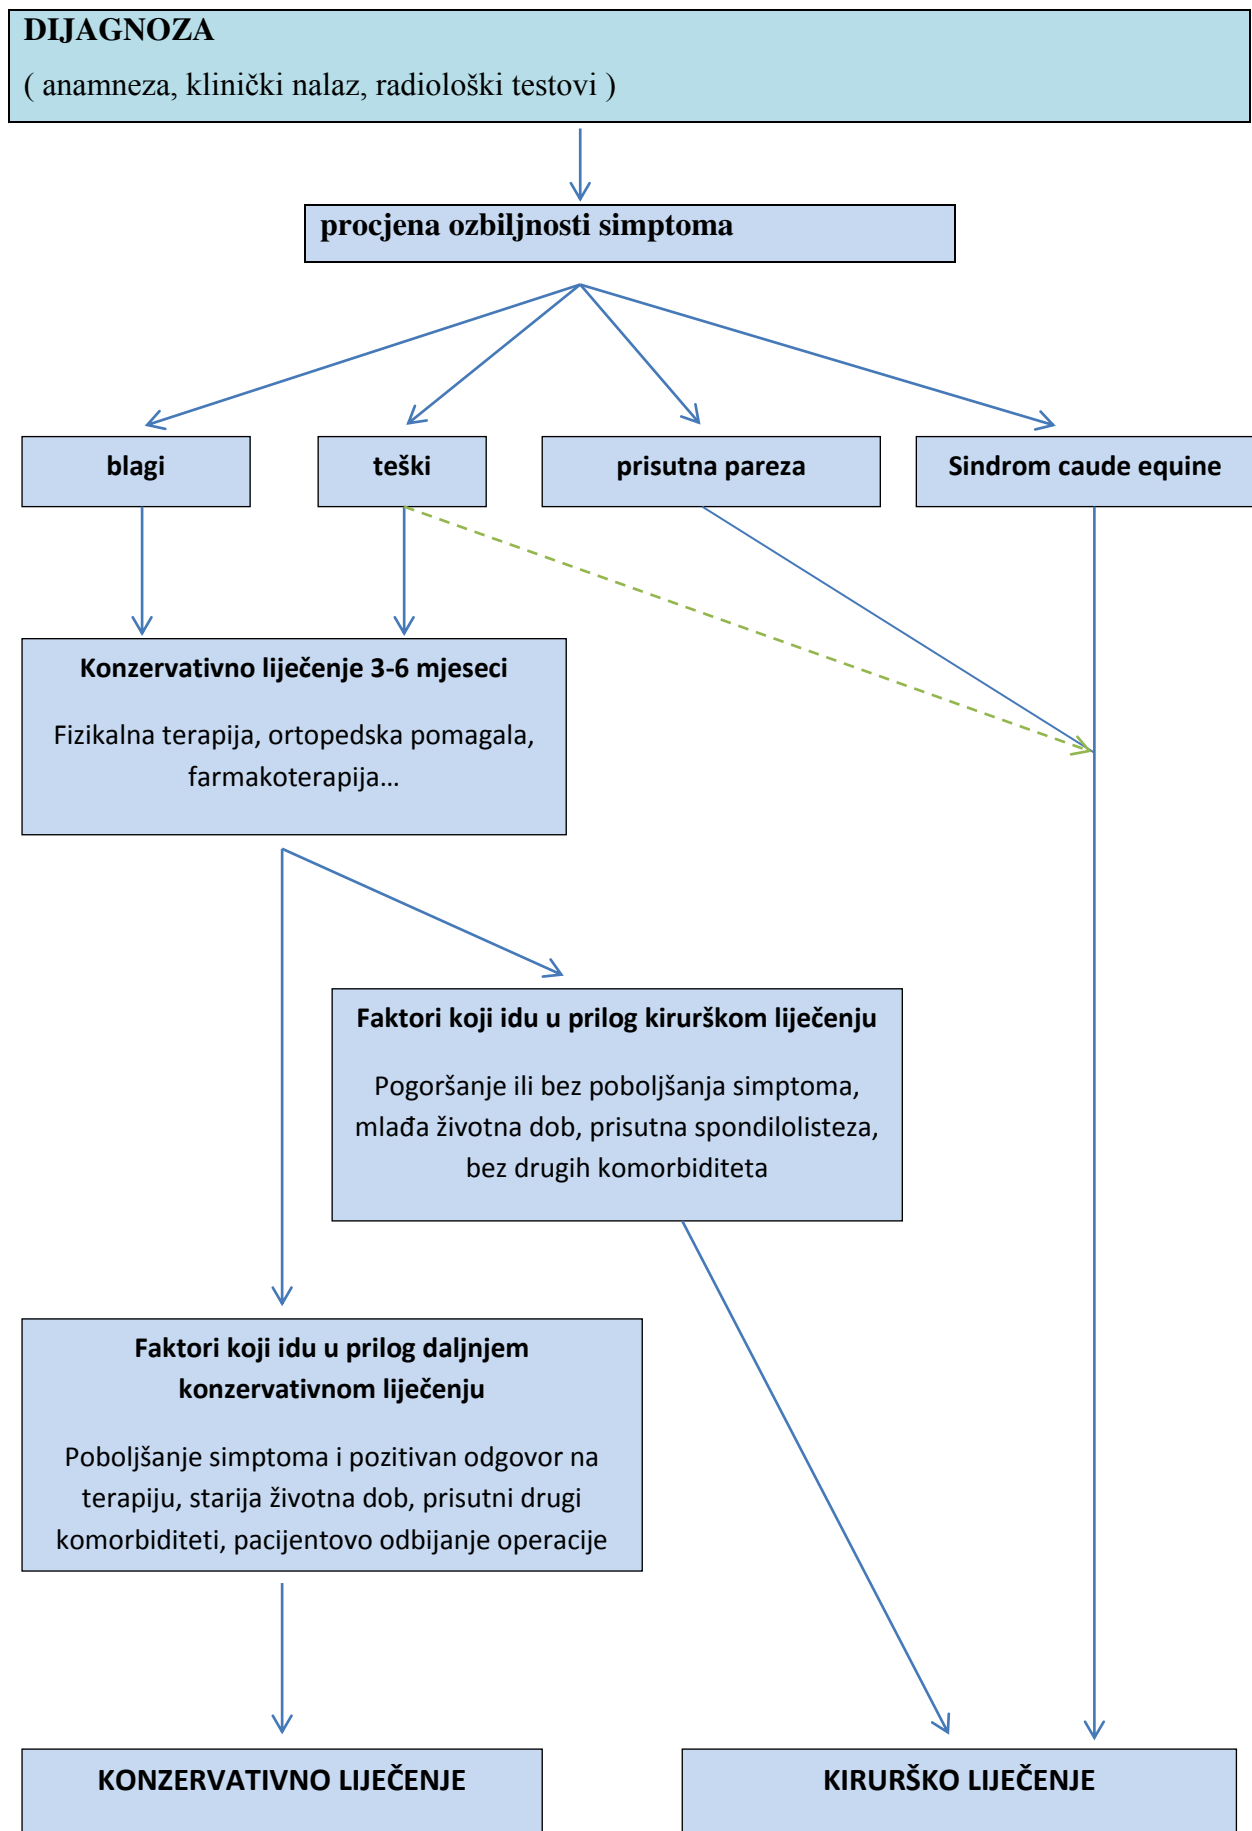 DIJAGNOZA
( anamneza, klinički nalaz, radiološki testovi )
procjena ozbiljnosti simptoma
blagi
teški
prisutna pareza
Sindrom caude equine
Konzervativno liječenje 3-6 mjeseci
Fizikalna terapija, ortopedska pomagala,
farmakoterapija...
Faktori koji idu u prilog kirurškom liječenju
Pogoršanje ili bez poboljšanja simptoma,
mlađa životna dob, prisutna spondilolisteza,
bez drugih komorbiditeta
Faktori koji idu u prilog daljnjem
konzervativnom liječenju
Poboljšanje simptoma i pozitivan odgovor na
terapiju, starija životna dob, prisutni drugi
komorbiditeti, pacijentovo odbijanje operacije
KONZERVATIVNO LIJEČENJE
KIRURŠKO LIJEČENJE